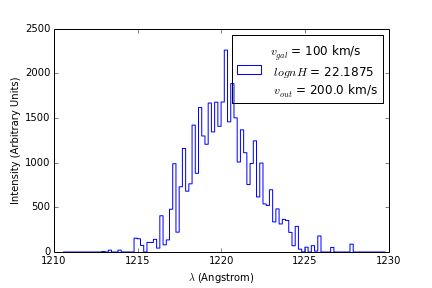 2500
2000
1500
1000
500
0
Intensity (Arbitrary Units)
v_gal = 100 km/s
lognH = 22.1875
v_out = 200.0 km/s
1210 1215 1220 1225 1230
λ (Angstrom)